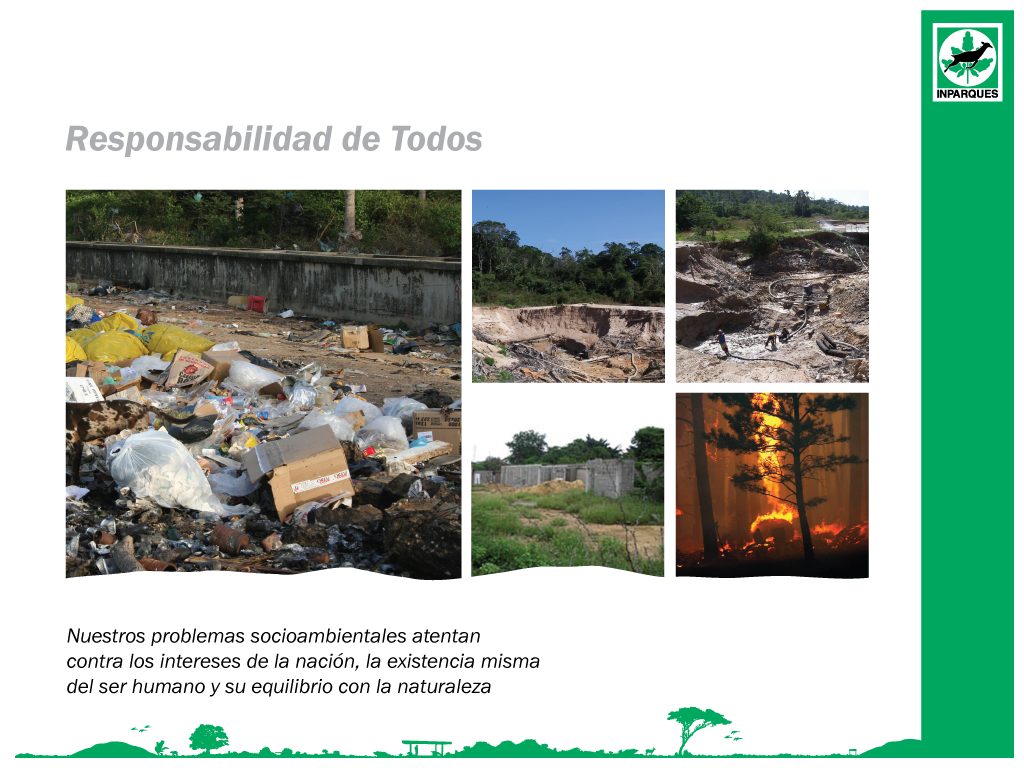 INPARQUES
Responsabilidad de Todos
Nuestros problemas socioambientales atentan
contra los intereses de la nación, la existencia misma
del ser humano y su equilibrio con la naturaleza